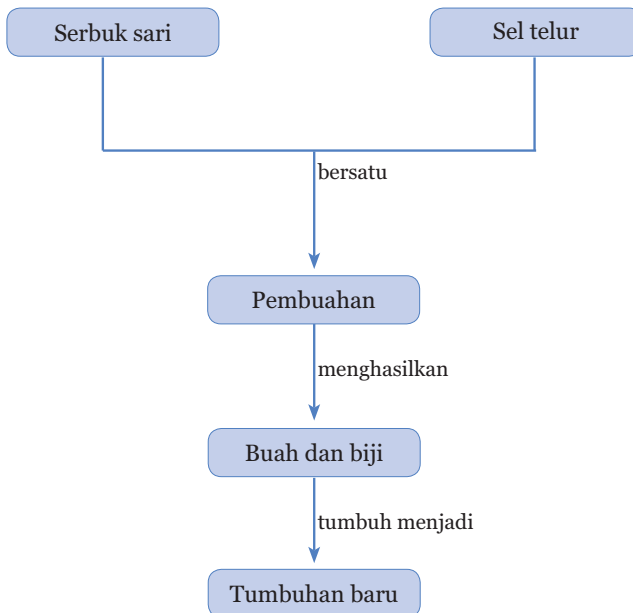 Serbuk sari
Sel telur
bersatu
Pembuahan
menghasilkan
Buah dan biji
tumbuh menjadi
Tumbuhan baru